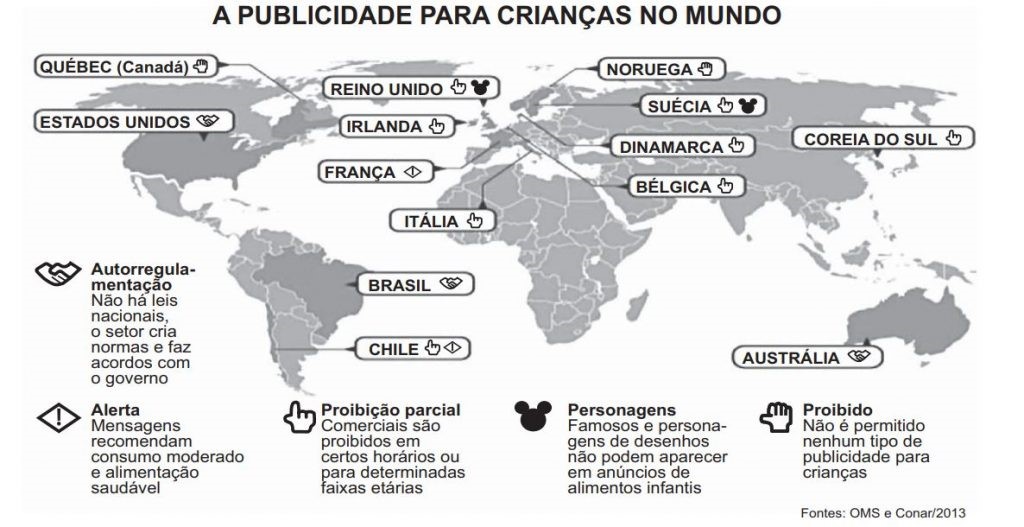 A PUBLICIDADE PARA CRIANÇAS NO MUNDO
QUÉBEC (Canadá)
NORUEGA
REINO UNIDO
SUÉCIA
ESTADOS UNIDOS
IRLANDA
COREIA DO SUL
DINAMARCA
FRANÇA
BÉLGICA
ITÁLIA
BRASIL
CHILE
AUSTRÁLIA
Autorregula-
mentação
Não há leis
nacionais,
o setor cria
normas e faz
acordos com
o governo
Alerta
Mensagens
recomendam
consumo moderado
e alimentação
saudável
Proibição parcial
Comerciais são
proibidos em
certos horários ou
para determinadas
faixas etárias
Personagens
Famosos e persona-
gens de desenhos
não podem aparecer
em anúncios de
alimentos infantis
Proibido
Não é permitido
nenhum tipo de
publicidade para
crianças
Fontes: OMS e Conar/2013